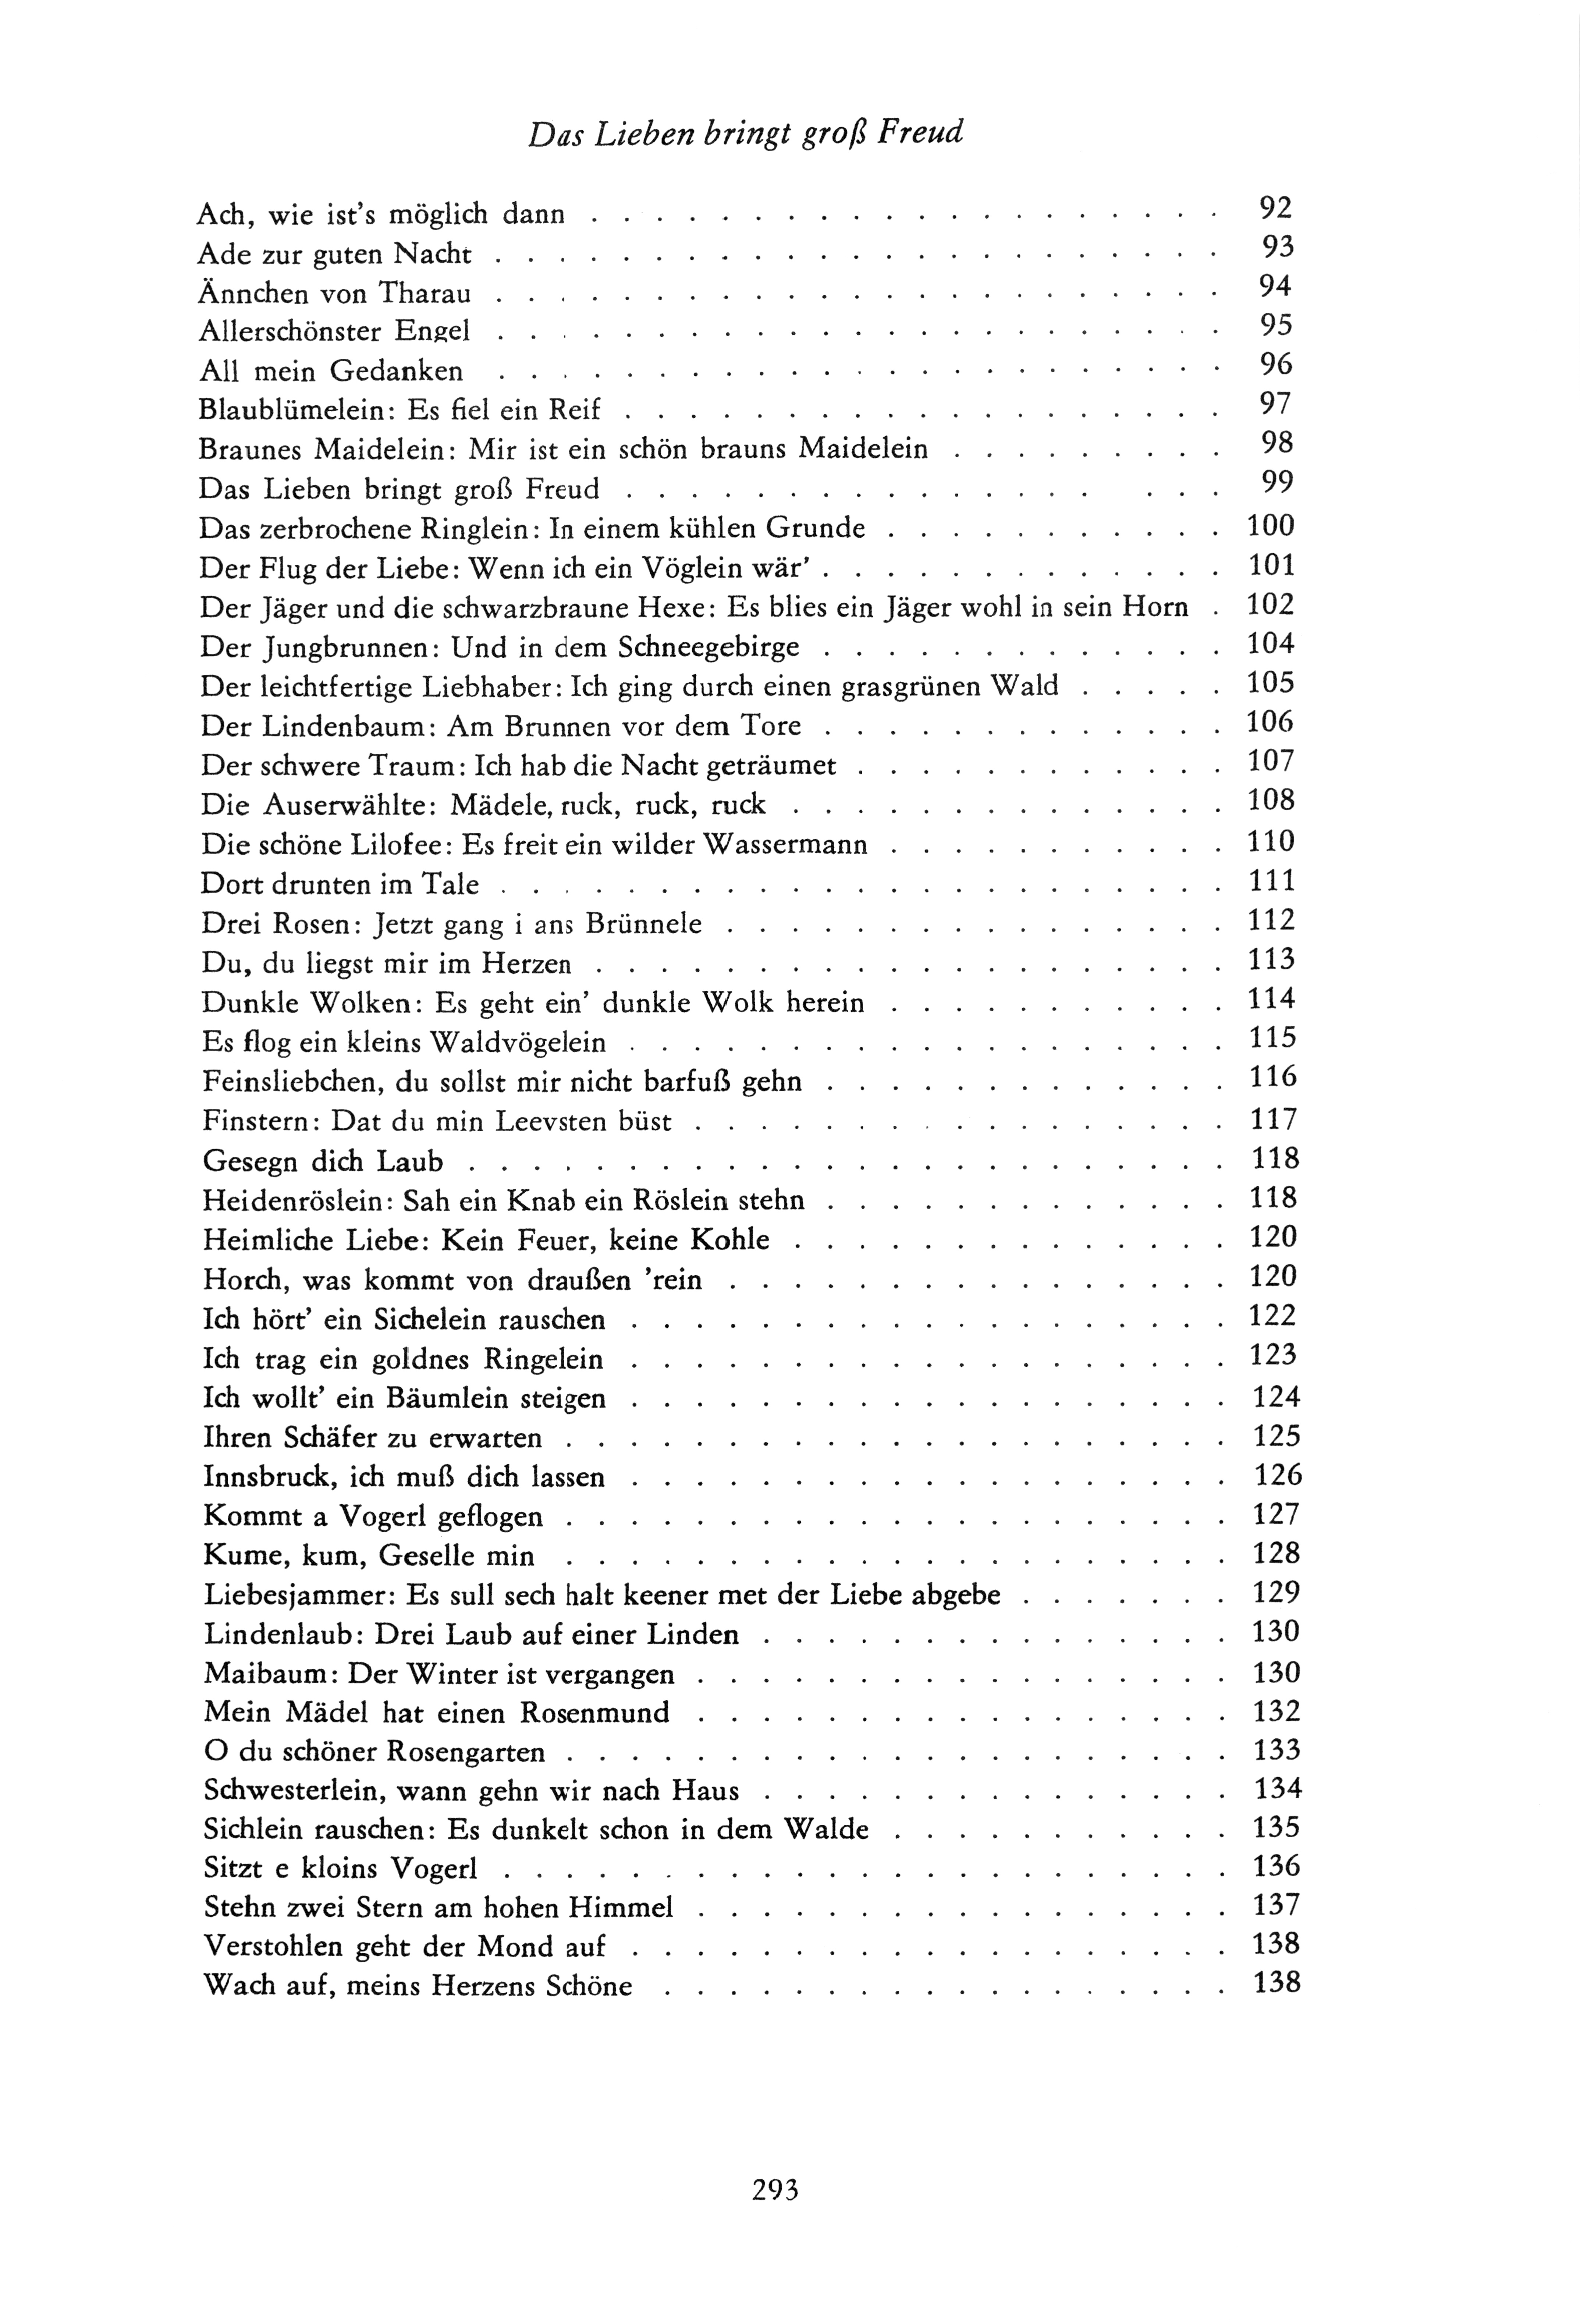 Das Lieben bringt groß Freud
Ach, wie ist's möglich dann . . . . . . . . . . . . . . . . . . . . 92
Ade zur guten Nacht . . . . . . . . . . . . . . . . . . . . . . . 93
Ännchen von Tharau . . . . . . . . . . . . . . . . . . . . . . . 94
Allerschönster Engel . . . . . . . . . . . . . . . . . . . . . . . 95
All mein Gedanken . . . . . . . . . . . . . . . . . . . . . . . 96
Blaublümelein: Es fiel ein Reif . . . . . . . . . . . . . . . . . . . 97
Braunes Maidelein: Mir ist ein schön brauns Maidelein . . . . . . . . . 98
Das Lieben bringt groß Freud . . . . . . . . . . . . . . . . . . 99
Das zerbrochene Ringlein: In einem kühlen Grunde . . . . . . . . . . . 100
Der Flug der Liebe: Wenn ich ein Vöglein wär' . . . . . . . . . . . . . 101
Der Jäger und die schwarzbraune Hexe: Es blies ein Jäger wohl in sein Horn . 102
Der Jungbrunnen: Und in dem Schneegebirge . . . . . . . . . . . . . 104
Der leichtfertige Liebhaber: Ich ging durch einen grasgrünen Wald . . . . . 105
Der Lindenbaum: Am Brunnen vor dem Tore . . . . . . . . . . . . . 106
Der schwere Traum: Ich hab die Nacht geträumet . . . . . . . . . . . . 107
Die Auserwählte: Mädele, ruck, ruck, ruck . . . . . . . . . . . . . . 108
Die schöne Lilofee: Es freit ein wilder Wassermann . . . . . . . . . . . 110
Dort drunten im Tale . . . . . . . . . . . . . . . . . . . . . . . 111
Drei Rosen: Jetzt gang i ans Brünnele . . . . . . . . . . . . . . . . 112
Du, du liegst mir im Herzen . . . . . . . . . . . . . . . . . . . . 113
Dunkle Wolken: Es geht ein' dunkle Wolk herein . . . . . . . . . . . 114
Es flog ein kleins Waldvögelein . . . . . . . . . . . . . . . . . . . 115
Feinsliebchen, du sollst mir nicht barfuß gehn . . . . . . . . . . . . . 116
Finstern: Dat du min Leevsten büst . . . . . . . . . . . . . . . . . 117
Gesegn dich Laub . . . . . . . . . . . . . . . . . . . . . . . . 118
Heidenröslein: Sah ein Knab ein Röslein stehn . . . . . . . . . . . . . 118
Heimliche Liebe: Kein Feuer, keine Kohle . . . . . . . . . . . . . . 120
Horch, was kommt von draußen 'rein . . . . . . . . . . . . . . . . 120
Ich hört' ein Sichelein rauschen . . . . . . . . . . . . . . . . . . . 122
Ich trag ein goldnes Ringelein . . . . . . . . . . . . . . . . . . . 123
Ich wollt' ein Bäumlein steigen . . . . . . . . . . . . . . . . . . . 124
Ihren Schäfer zu erwarten . . . . . . . . . . . . . . . . . . . . . 125
Innsbruck, ich muß dich lassen . . . . . . . . . . . . . . . . . . . 126
Kommt a Vogerl geflogen . . . . . . . . . . . . . . . . . . . . . 127
Kume, kum, Geselle min . . . . . . . . . . . . . . . . . . . . . 128
Liebesjammer: Es sull sech halt keener met der Liebe abgebe . . . . . . . 129
Lindenlaub: Drei Laub auf einer Linden . . . . . . . . . . . . . . . 130
Maibaum: Der Winter ist vergangen . . . . . . . . . . . . . . . . . 130
Mein Mädel hat einen Rosenmund . . . . . . . . . . . . . . . . . 132
O du schöner Rosengarten . . . . . . . . . . . . . . . . . . . . . 133
Schwesterlein, wann gehn wir nach Haus . . . . . . . . . . . . . . . 134
Sichlein rauschen: Es dunkelt schon in dem Walde . . . . . . . . . . . 135
Sitzt e kloins Vogerl . . . . . . . . . . . . . . . . . . . . . . . 136
Stehn zwei Stern am hohen Himmel . . . . . . . . . . . . . . . . . 137
Verstohlen geht der Mond auf . . . . . . . . . . . . . . . . . . . 138
Wach auf, meins Herzens Schöne . . . . . . . . . . . . . . . . . . 138
293